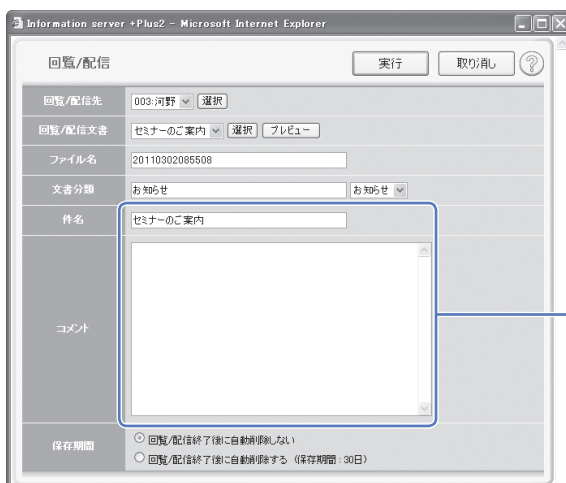 Information server +Plus2 - Microsoft Internet Explorer
回覧/配信 実行 取り消し ?
回覧/配信先 003:河野 選択
回覧/配信文書 セミナーのご案内 選択 プレビュー
ファイル名 20110302085508
文書分類 お知らせ お知らせ
件名 セミナーのご案内
コメント
保存期間 回覧/配信終了後に自動削除しない
回覧/配信終了後に自動削除する (保存期間:30日)